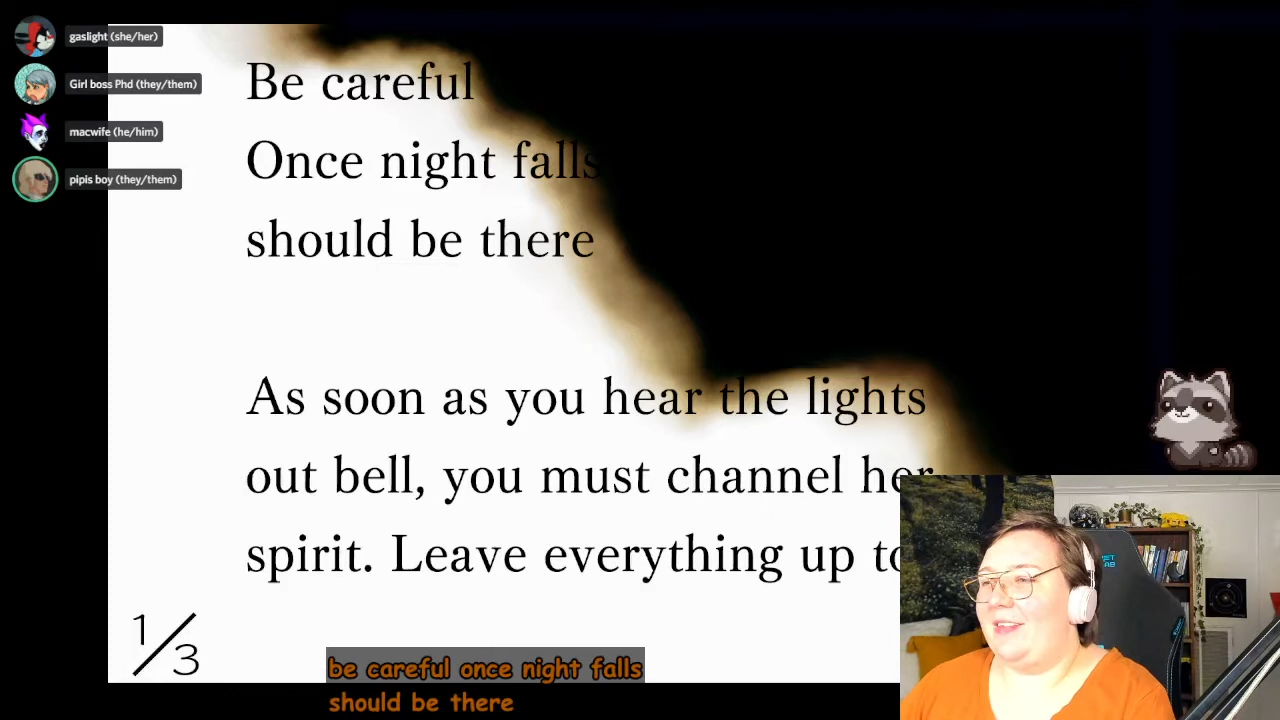 gaslight (she/her)
Girl boss Phd (they/them)
macwife (he/him)
pipis boy (they/them)
Be careful
Once night falls
should be there
As soon as you hear the lights
out bell, you must channel her
spirit. Leave everything up to
1/3
be careful once night falls
should be there